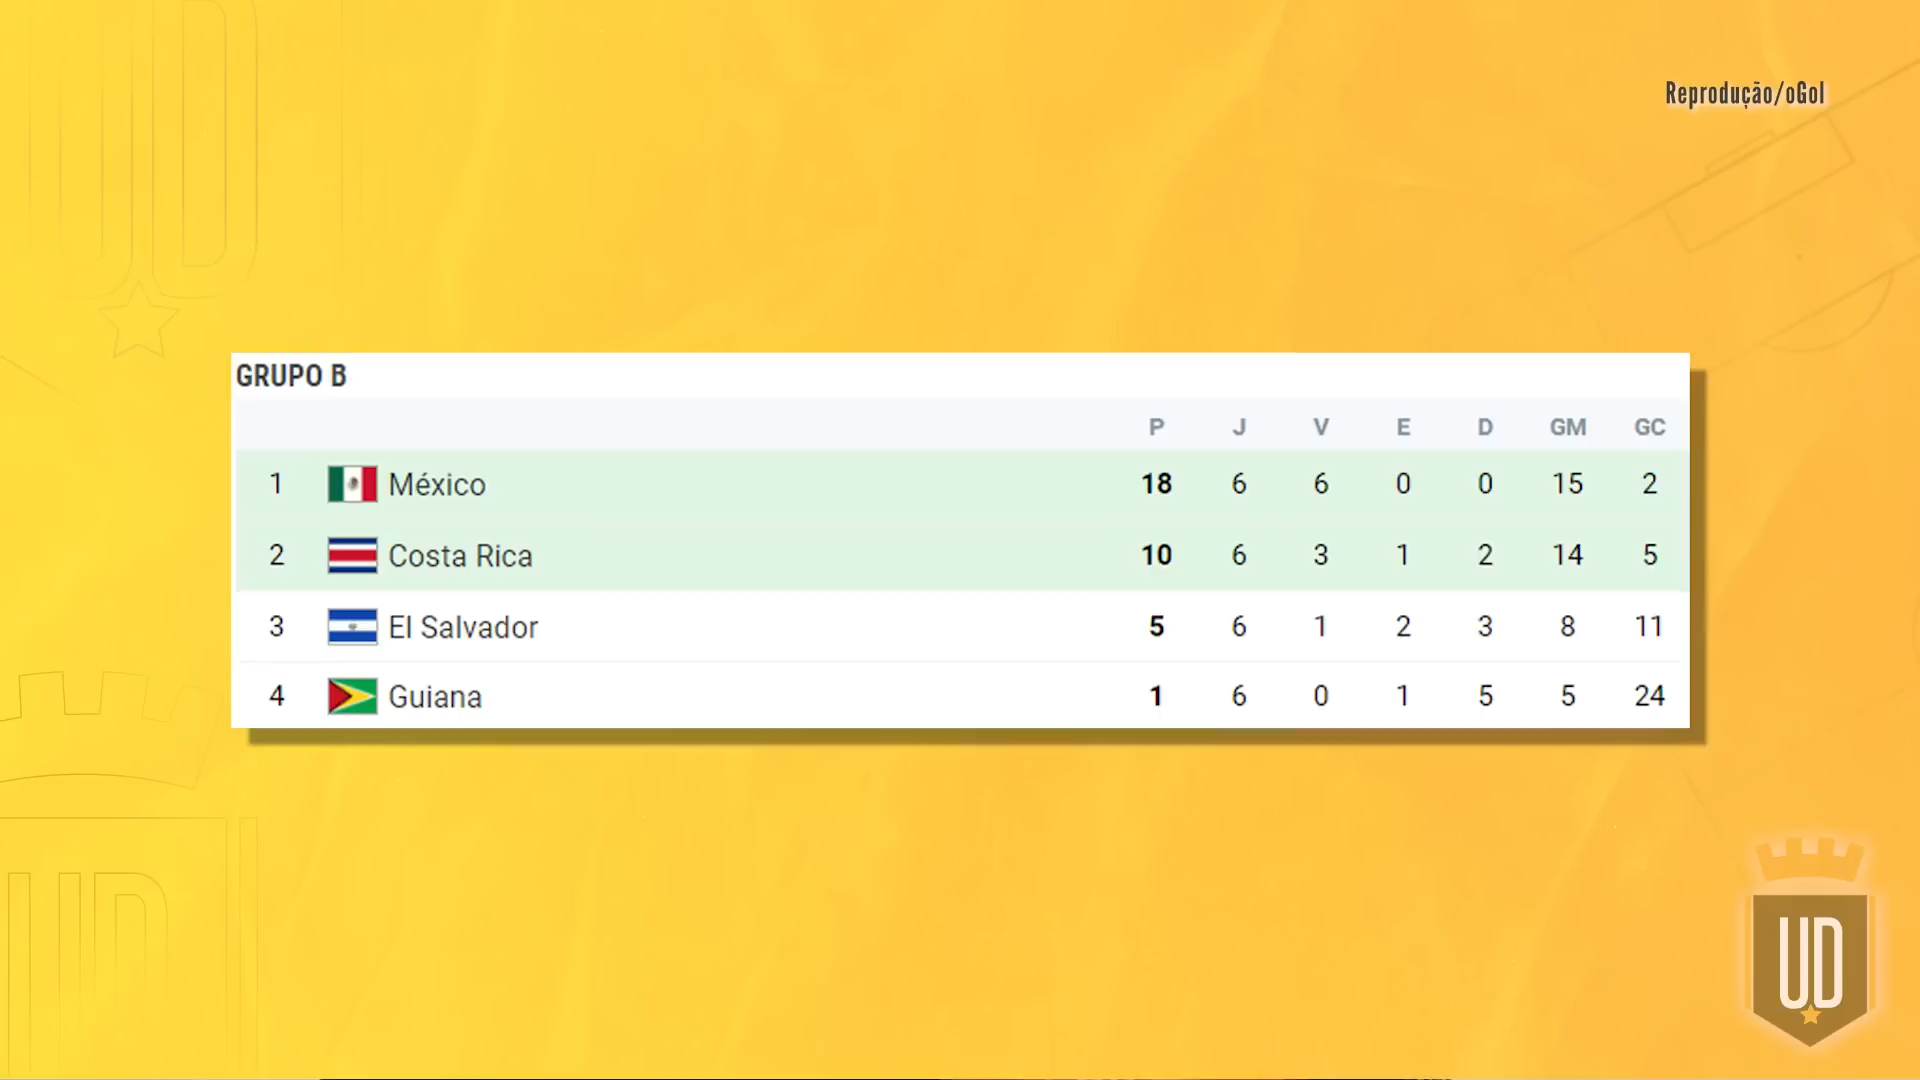 Reprodução/oGol
GRUPO B
P J V E D GM GC
1 México 18 6 6 0 0 15 2
2 Costa Rica 10 6 3 1 2 14 5
3 El Salvador 5 6 1 2 3 8 11
4 Guiana 1 6 0 1 5 5 24
UD
UD
UD